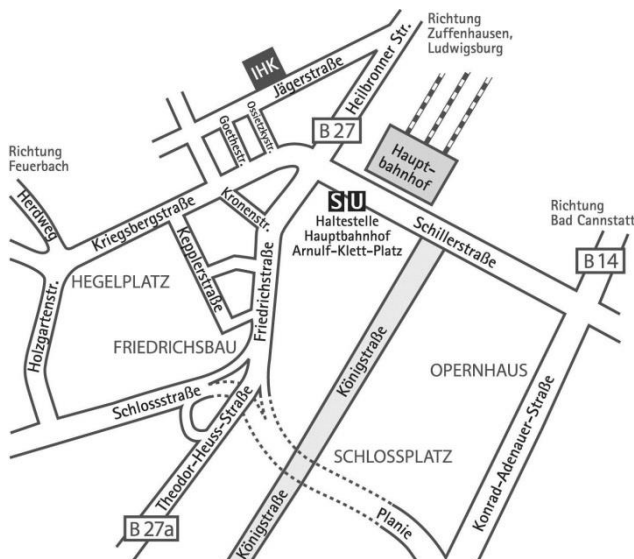 Richtung
Zuffenhausen,
Ludwigsburg
IHK
Jägerstraße
Heilbronner Str.
Ossietzkystr.
Goethestr.
B 27
Haupt-
bahnhof
Richtung
Feuerbach
Herdweg
Kriegsbergstraße
Kronenstr.
S U
Haltestelle
Hauptbahnhof
Arnulf-Klett-Platz
Schillerstraße
Richtung
Bad Cannstatt
B 14
HEGELPLATZ
Kepplerstraße
Friedrichstraße
Holzgartenstr.
FRIEDRICHSBAU
Königstraße
OPERNHAUS
Schlossstraße
Theodor-Heuss-Straße
SCHLOSSPLATZ
Konrad-Adenauer-Straße
B 27a
Königstraße
Planie